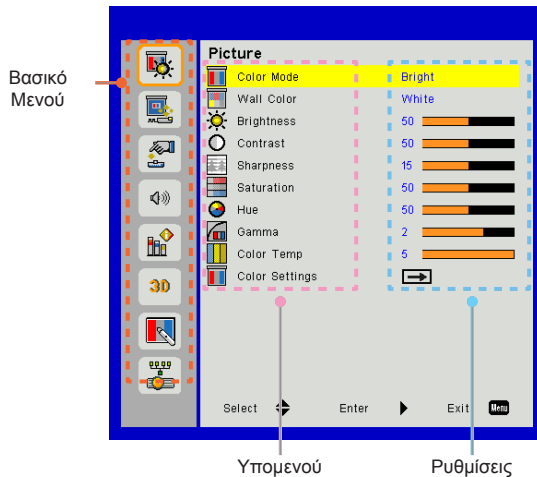 Picture
Βασικό
Μενού
Color Mode Bright
Wall Color White
Brightness 50
Contrast 50
Sharpness 15
Saturation 50
Hue 50
Gamma 2
Color Temp 5
Color Settings
3D
Select Enter Exit Menu
Υπομενού Ρυθμίσεις